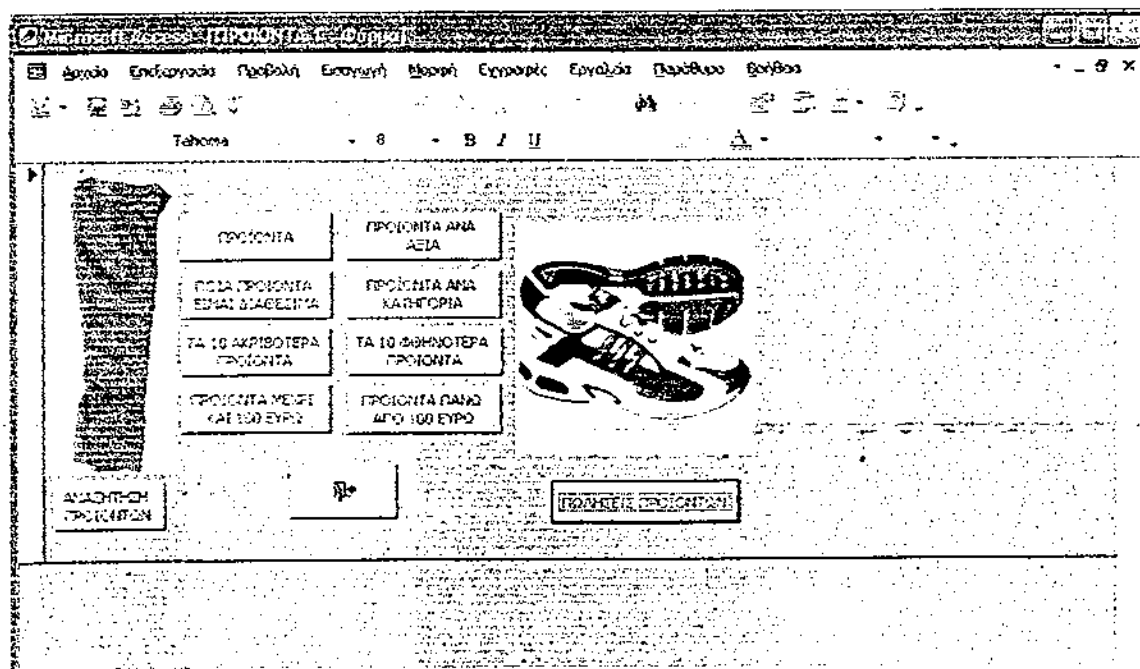 Microsoft Access - [ΠΡΟΙΟΝΤΑ : Φόρμα]
Αρχείο Επεξεργασία Προβολή Εισαγωγή Μορφή Εγγραφές Εργαλεία Παράθυρο Βοήθεια
Tahoma 8 B I U A
ΠΡΟΪΟΝΤΑ
ΠΡΟΙΟΝΤΑ ΑΝΑ
ΑΞΙΑ
ΠΟΙΑ ΠΡΟΙΟΝΤΑ
ΕΙΝΑΙ ΔΙΑΘΕΣΙΜΑ
ΠΡΟΪΟΝΤΑ ΑΝΑ
ΚΑΤΗΓΟΡΙΑ
ΤΑ 10 ΑΚΡΙΒΟΤΕΡΑ
ΠΡΟΙΟΝΤΑ
ΤΑ 10 ΦΘΗΝΟΤΕΡΑ
ΠΡΟΙΟΝΤΑ
ΠΡΟΙΟΝΤΑ ΜΕΧΡΙ
ΚΑΙ 100 ΕΥΡΩ
ΠΡΟΙΟΝΤΑ ΠΑΝΩ
ΑΠΟ 100 ΕΥΡΩ
ΑΝΑΖΗΤΗΣΗ
ΠΡΟΙΟΝΤΩΝ
ΠΩΛΗΣΕΙΣ ΠΡΟΙΟΝΤΩΝ